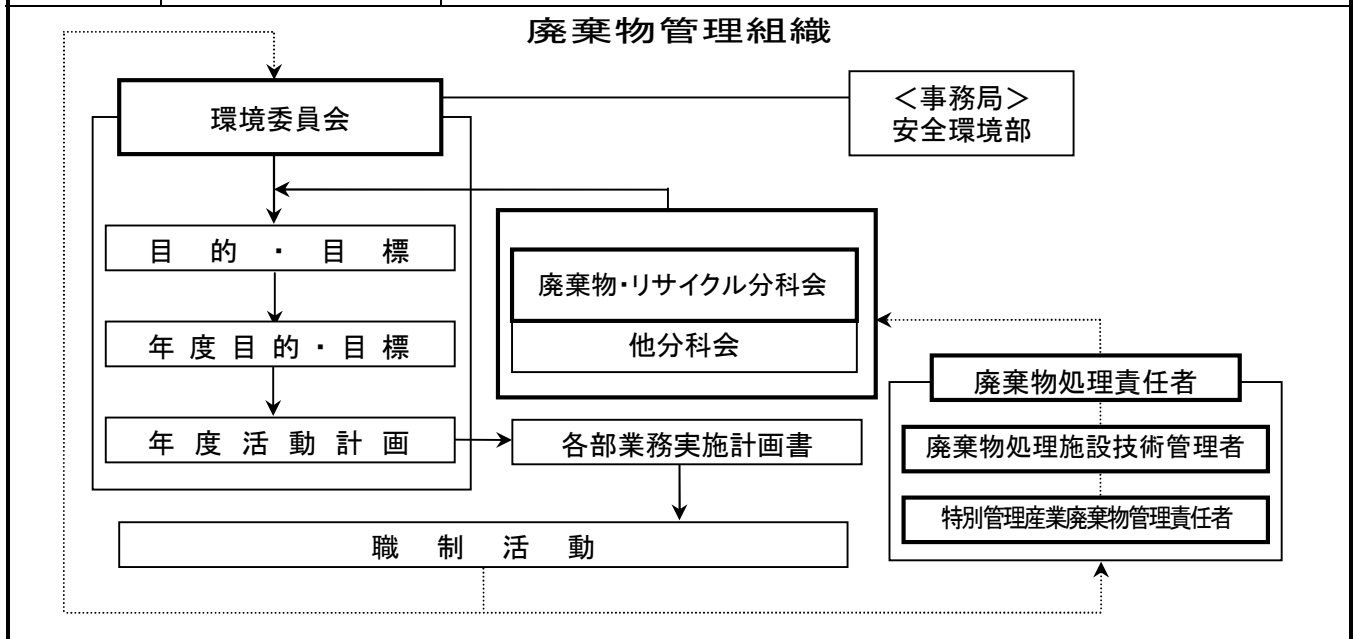 廃棄物管理組織
環境委員会
＜事務局＞
安全環境部
目的・目標
年度目的・目標
年度活動計画
廃棄物・リサイクル分科会
他分科会
各部業務実施計画書
職制活動
廃棄物処理責任者
廃棄物処理施設技術管理者
特別管理産業廃棄物管理責任者